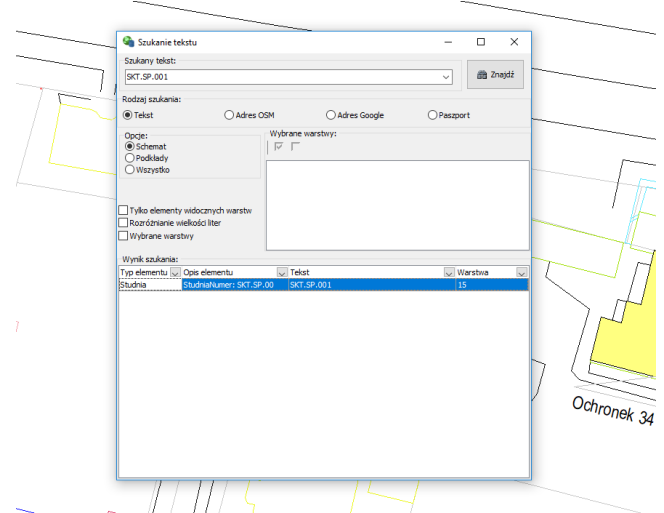 Szukanie tekstu
Szukany tekst:
SKT.SP.001
Znajdź
Rodzaj szukania:
Tekst
Adres OSM
Adres Google
Paszport
Opcje:
Schemat
Podkłady
Wszystko
Wybrane warstwy:
Tylko elementy widocznych warstw
Rozróżnianie wielkości liter
Wybrane warstwy
Wynik szukania:
Typ elementu Opis elementu Tekst Warstwa
Studnia StudniaNumer: SKT.SP.00 SKT.SP.001 15
Ochronek 34